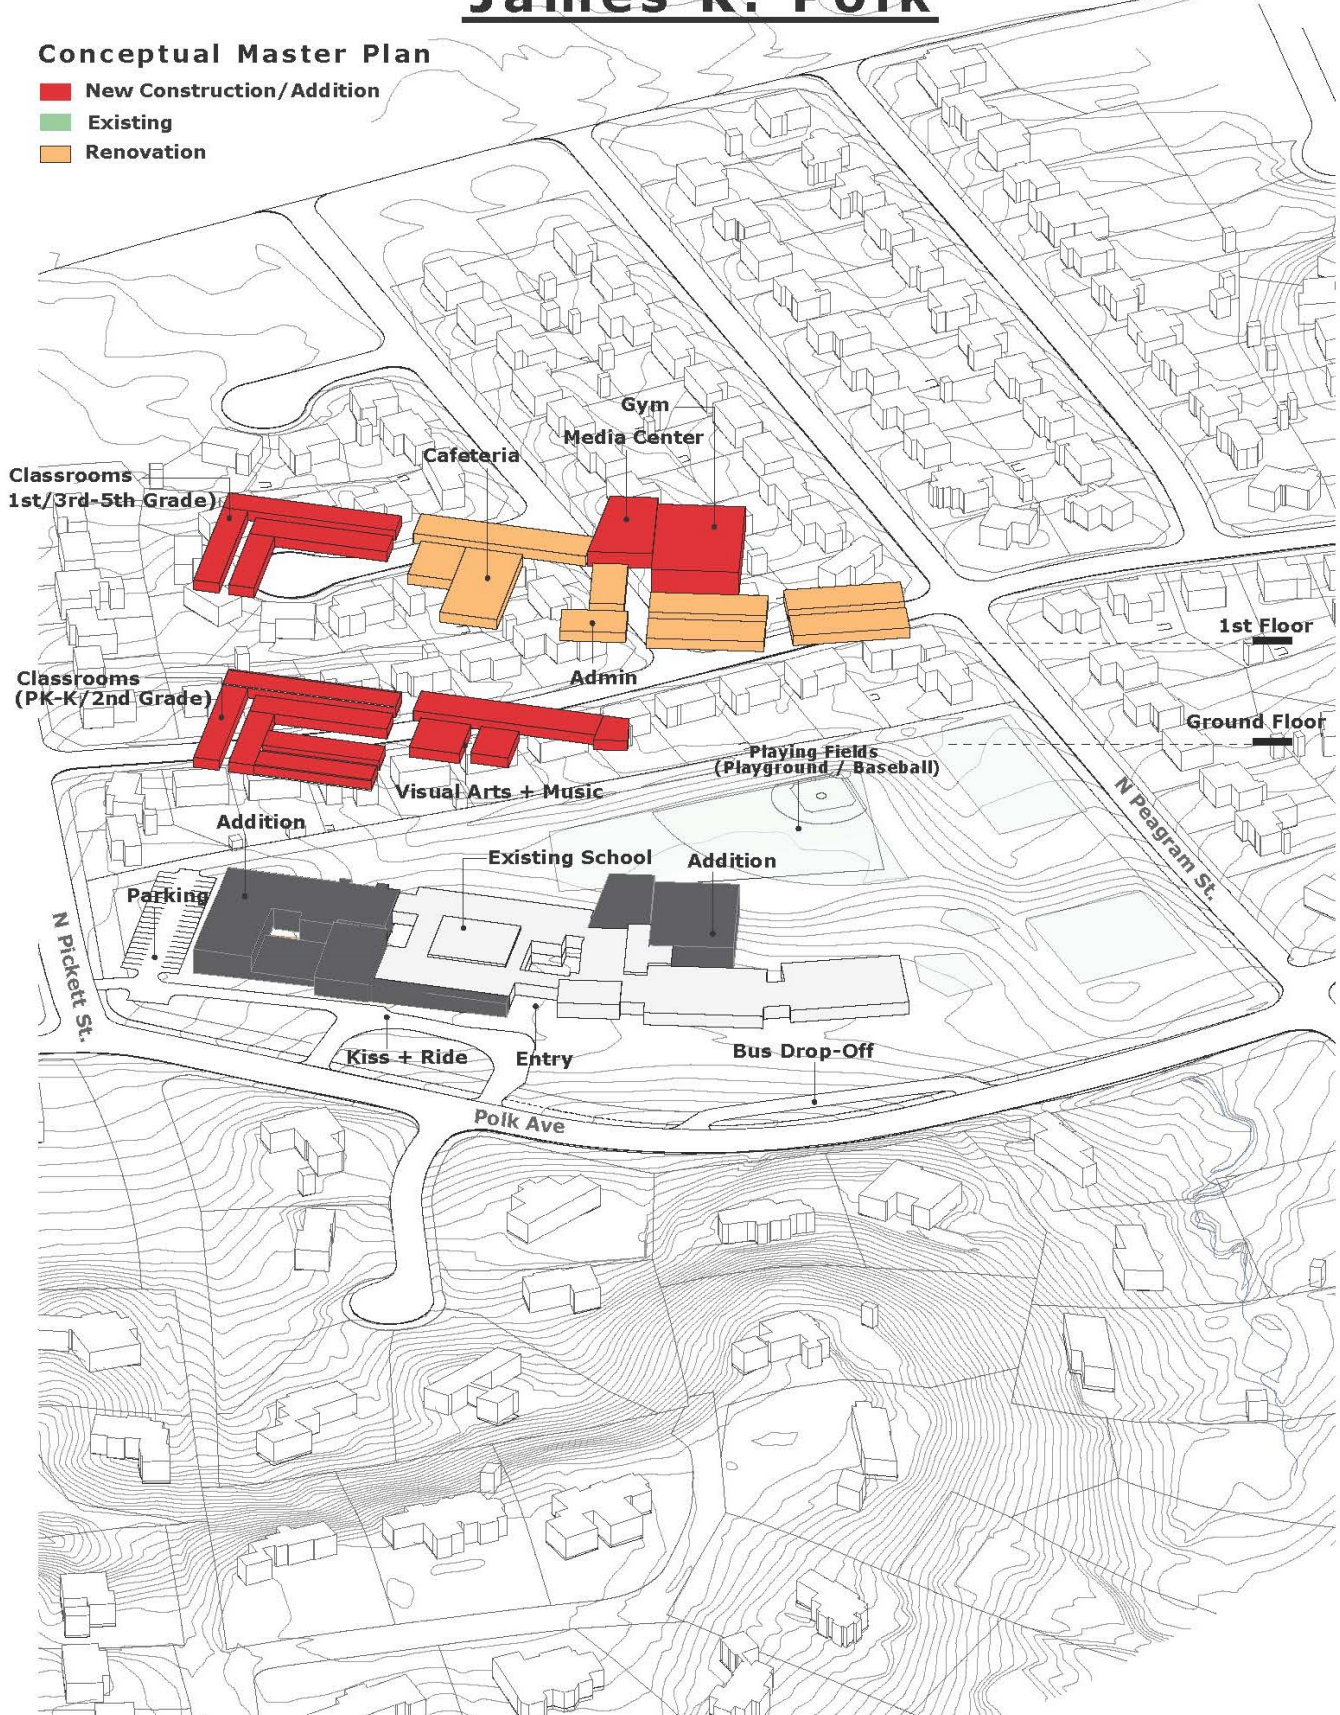 James K. Polk
Conceptual Master Plan
New Construction/Addition
Existing
Renovation
Gym
Media Center
Cafeteria
Classrooms
1st/3rd-5th Grade)
1st Floor
Admin
Classrooms
(PK-K/2nd Grade)
Ground Floor
Playing Fields
(Playground / Baseball)
Visual Arts + Music
N Peagram St.
Addition
Existing School
Addition
Parking
N Pickett St.
Kiss + Ride
Entry
Bus Drop-Off
Polk Ave